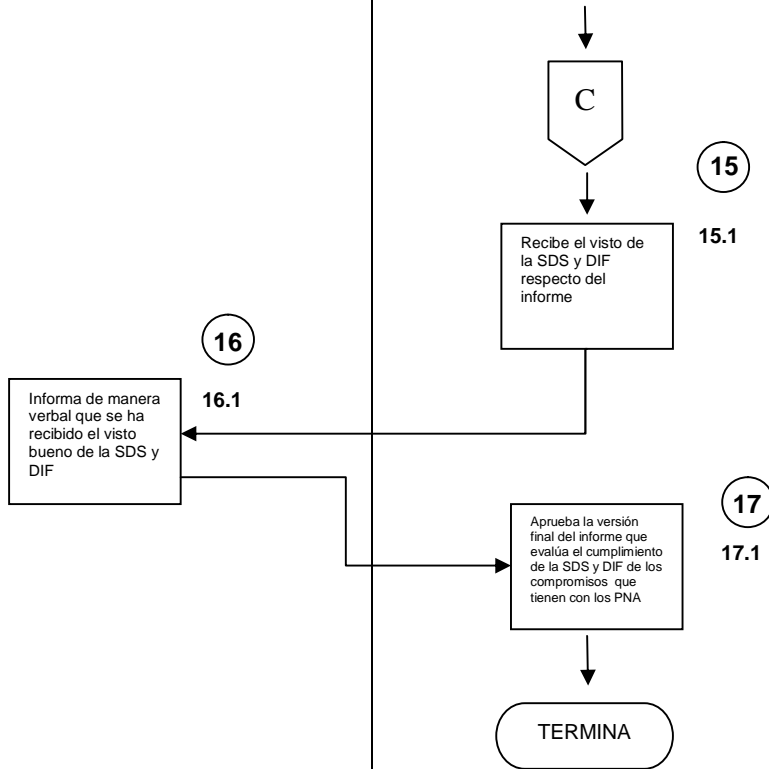 C
15
15.1
Recibe el visto de
la SDS y DIF
respecto del
informe
16
16.1
Informa de manera
verbal que se ha
recibido el visto
bueno de la SDS y
DIF
17
17.1
Aprueba la versión
final del informe que
evalúa el cumplimiento
de la SDS y DIF de los
compromisos que
tienen con los PNA
TERMINA